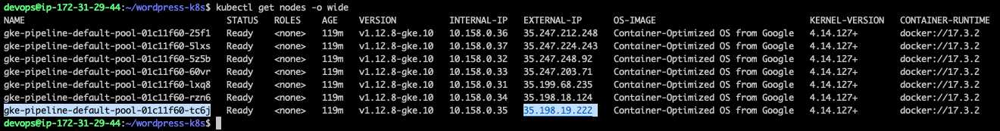 devops@ip-172-31-29-44:~/wordpress-k8s$ kubectl get nodes -o wide
NAME STATUS ROLES AGE VERSION INTERNAL-IP EXTERNAL-IP OS-IMAGE KERNEL-VERSION CONTAINER-RUNTIME
gke-pipeline-default-pool-01c11f60-25f1 Ready <none> 119m v1.12.8-gke.10 10.158.0.36 35.247.212.248 Container-Optimized OS from Google 4.14.127+ docker://17.3.2
gke-pipeline-default-pool-01c11f60-5lxs Ready <none> 119m v1.12.8-gke.10 10.158.0.37 35.247.224.243 Container-Optimized OS from Google 4.14.127+ docker://17.3.2
gke-pipeline-default-pool-01c11f60-5z5b Ready <none> 119m v1.12.8-gke.10 10.158.0.32 35.247.248.92 Container-Optimized OS from Google 4.14.127+ docker://17.3.2
gke-pipeline-default-pool-01c11f60-60vr Ready <none> 119m v1.12.8-gke.10 10.158.0.33 35.247.203.71 Container-Optimized OS from Google 4.14.127+ docker://17.3.2
gke-pipeline-default-pool-01c11f60-lxq8 Ready <none> 119m v1.12.8-gke.10 10.158.0.31 35.199.68.235 Container-Optimized OS from Google 4.14.127+ docker://17.3.2
gke-pipeline-default-pool-01c11f60-rzn6 Ready <none> 119m v1.12.8-gke.10 10.158.0.34 35.198.18.124 Container-Optimized OS from Google 4.14.127+ docker://17.3.2
gke-pipeline-default-pool-01c11f60-tc6j Ready <none> 119m v1.12.8-gke.10 10.158.0.35 35.198.19.222 Container-Optimized OS from Google 4.14.127+ docker://17.3.2
devops@ip-172-31-29-44:~/wordpress-k8s$